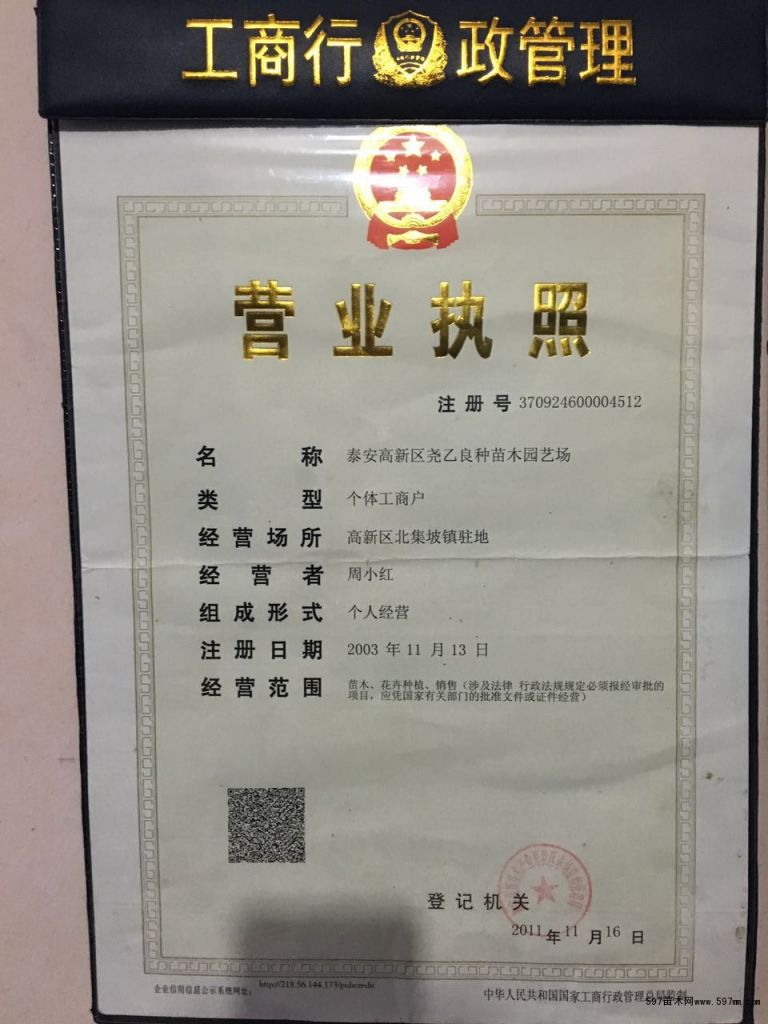 工商行政管理
营业执照
注册号 370924600004512
名称 泰安高新区尧乙良种苗木园艺场
类型 个体工商户
经营场所 高新区北集坡镇驻地
经营者 周小红
组成形式 个人经营
注册日期 2003 年 11 月 13 日
经营范围 苗木、花卉种植、销售（涉及法律 行政法规规定必须报经审批的
项目，应凭国家有关部门的批准文件或证件经营）
登记机关
2011 年 11 月 16 日
企业信用信息公示系统网址： http://218.56.144.173/pubcredit
中华人民共和国国家工商行政管理总局监制
597苗木网www.597mm.com